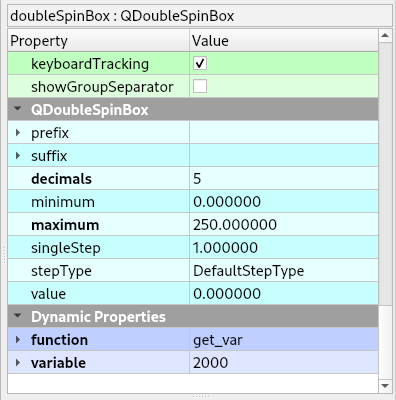 doubleSpinBox : QDoubleSpinBox
Property Value
keyboardTracking
showGroupSeparator
QDoubleSpinBox
prefix
suffix
decimals 5
minimum 0.000000
maximum 250.000000
singleStep 1.000000
stepType DefaultStepType
value 0.000000
Dynamic Properties
function get_var
variable 2000